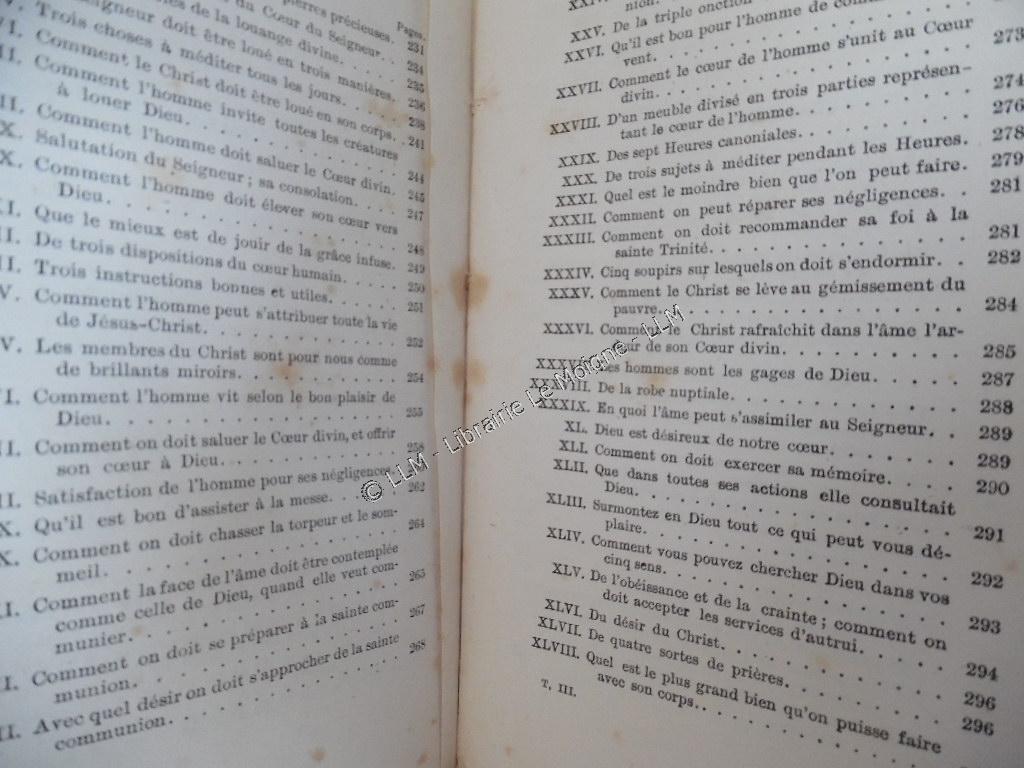 pierres précieuses.
Pages.
du Cœur du Seigneur. 231
de la louange divine. 234
Seigneur doit être loué en trois manières. 235
Trois choses à méditer tous les jours. 236
Comment le Christ doit être loué en son corps. 238
Comment l'homme invite toutes les créatures
à louer Dieu. 241
Comment l'homme doit saluer le Cœur divin. 244
X. Salutation du Seigneur ; sa consolation. 245
X. Comment l'homme doit élever son cœur vers 247
Dieu.
I. Que le mieux est de jouir de la grâce infuse. 248
II. De trois dispositions du cœur humain. 249
II. Trois instructions bonnes et utiles. 250
V. Comment l'homme peut s'attribuer toute la vie 251
de Jésus-Christ. 252
V. Les membres du Christ sont pour nous comme
de brillants miroirs. 254
I. Comment l'homme vit selon le bon plaisir de
Dieu. 255
II. Comment on doit saluer le Cœur divin, et offrir
son cœur à Dieu. 258
II. Satisfaction de l'homme pour ses négligences.
X. Qu'il est bon d'assister à la messe. 262
X. Comment on doit chasser la torpeur et le som-
meil. 264
I. Comment la face de l'âme doit être contemplée
comme celle de Dieu, quand elle veut com-
munier. 265
I. Comment on doit se préparer à la sainte com-
munion. 267
II. Avec quel désir on doit s'approcher de la sainte
communion. 268
nion.
XXV. De la triple onction
XXVI. Qu'il est bon pour l'homme de
vent.
XXVII. Comment le cœur de l'homme s'unit au Cœur
divin. 273
XXVIII. D'un meuble divisé en trois parties représen-
tant le cœur de l'homme. 274
XXIX. Des sept Heures canoniales. 276
XXX. De trois sujets à méditer pendant les Heures. 278
XXXI. Quel est le moindre bien que l'on peut faire. 279
XXXII. Comment on peut réparer ses négligences. 281
XXXIII. Comment on doit recommander sa foi à la
sainte Trinité. 281
XXXIV. Cinq soupirs sur lesquels on doit s'endormir. 282
XXXV. Comment le Christ se lève au gémissement du
pauvre. 284
XXXVI. Comment le Christ rafraîchit dans l'âme l'ar-
deur de son Cœur divin. 285
XXXVII. Les hommes sont les gages de Dieu. 287
XXXVIII. De la robe nuptiale. 288
XXXIX. En quoi l'âme peut s'assimiler au Seigneur. 289
XL. Dieu est désireux de notre cœur. 289
XLI. Comment on doit exercer sa mémoire. 290
XLII. Que dans toutes ses actions elle consultait
Dieu. 291
XLIII. Surmontez en Dieu tout ce qui peut vous dé-
plaire. 292
XLIV. Comment vous pouvez chercher Dieu dans vos
cinq sens. 293
XLV. De l'obéissance et de la crainte ; comment on
doit accepter les services d'autrui. 294
XLVI. Du désir du Christ. 296
XLVII. De quatre sortes de prières. 296
XLVIII. Quel est le plus grand bien qu'on puisse faire
avec son corps.
T. III.
© LLM - Librairie Le Moigne - LLM